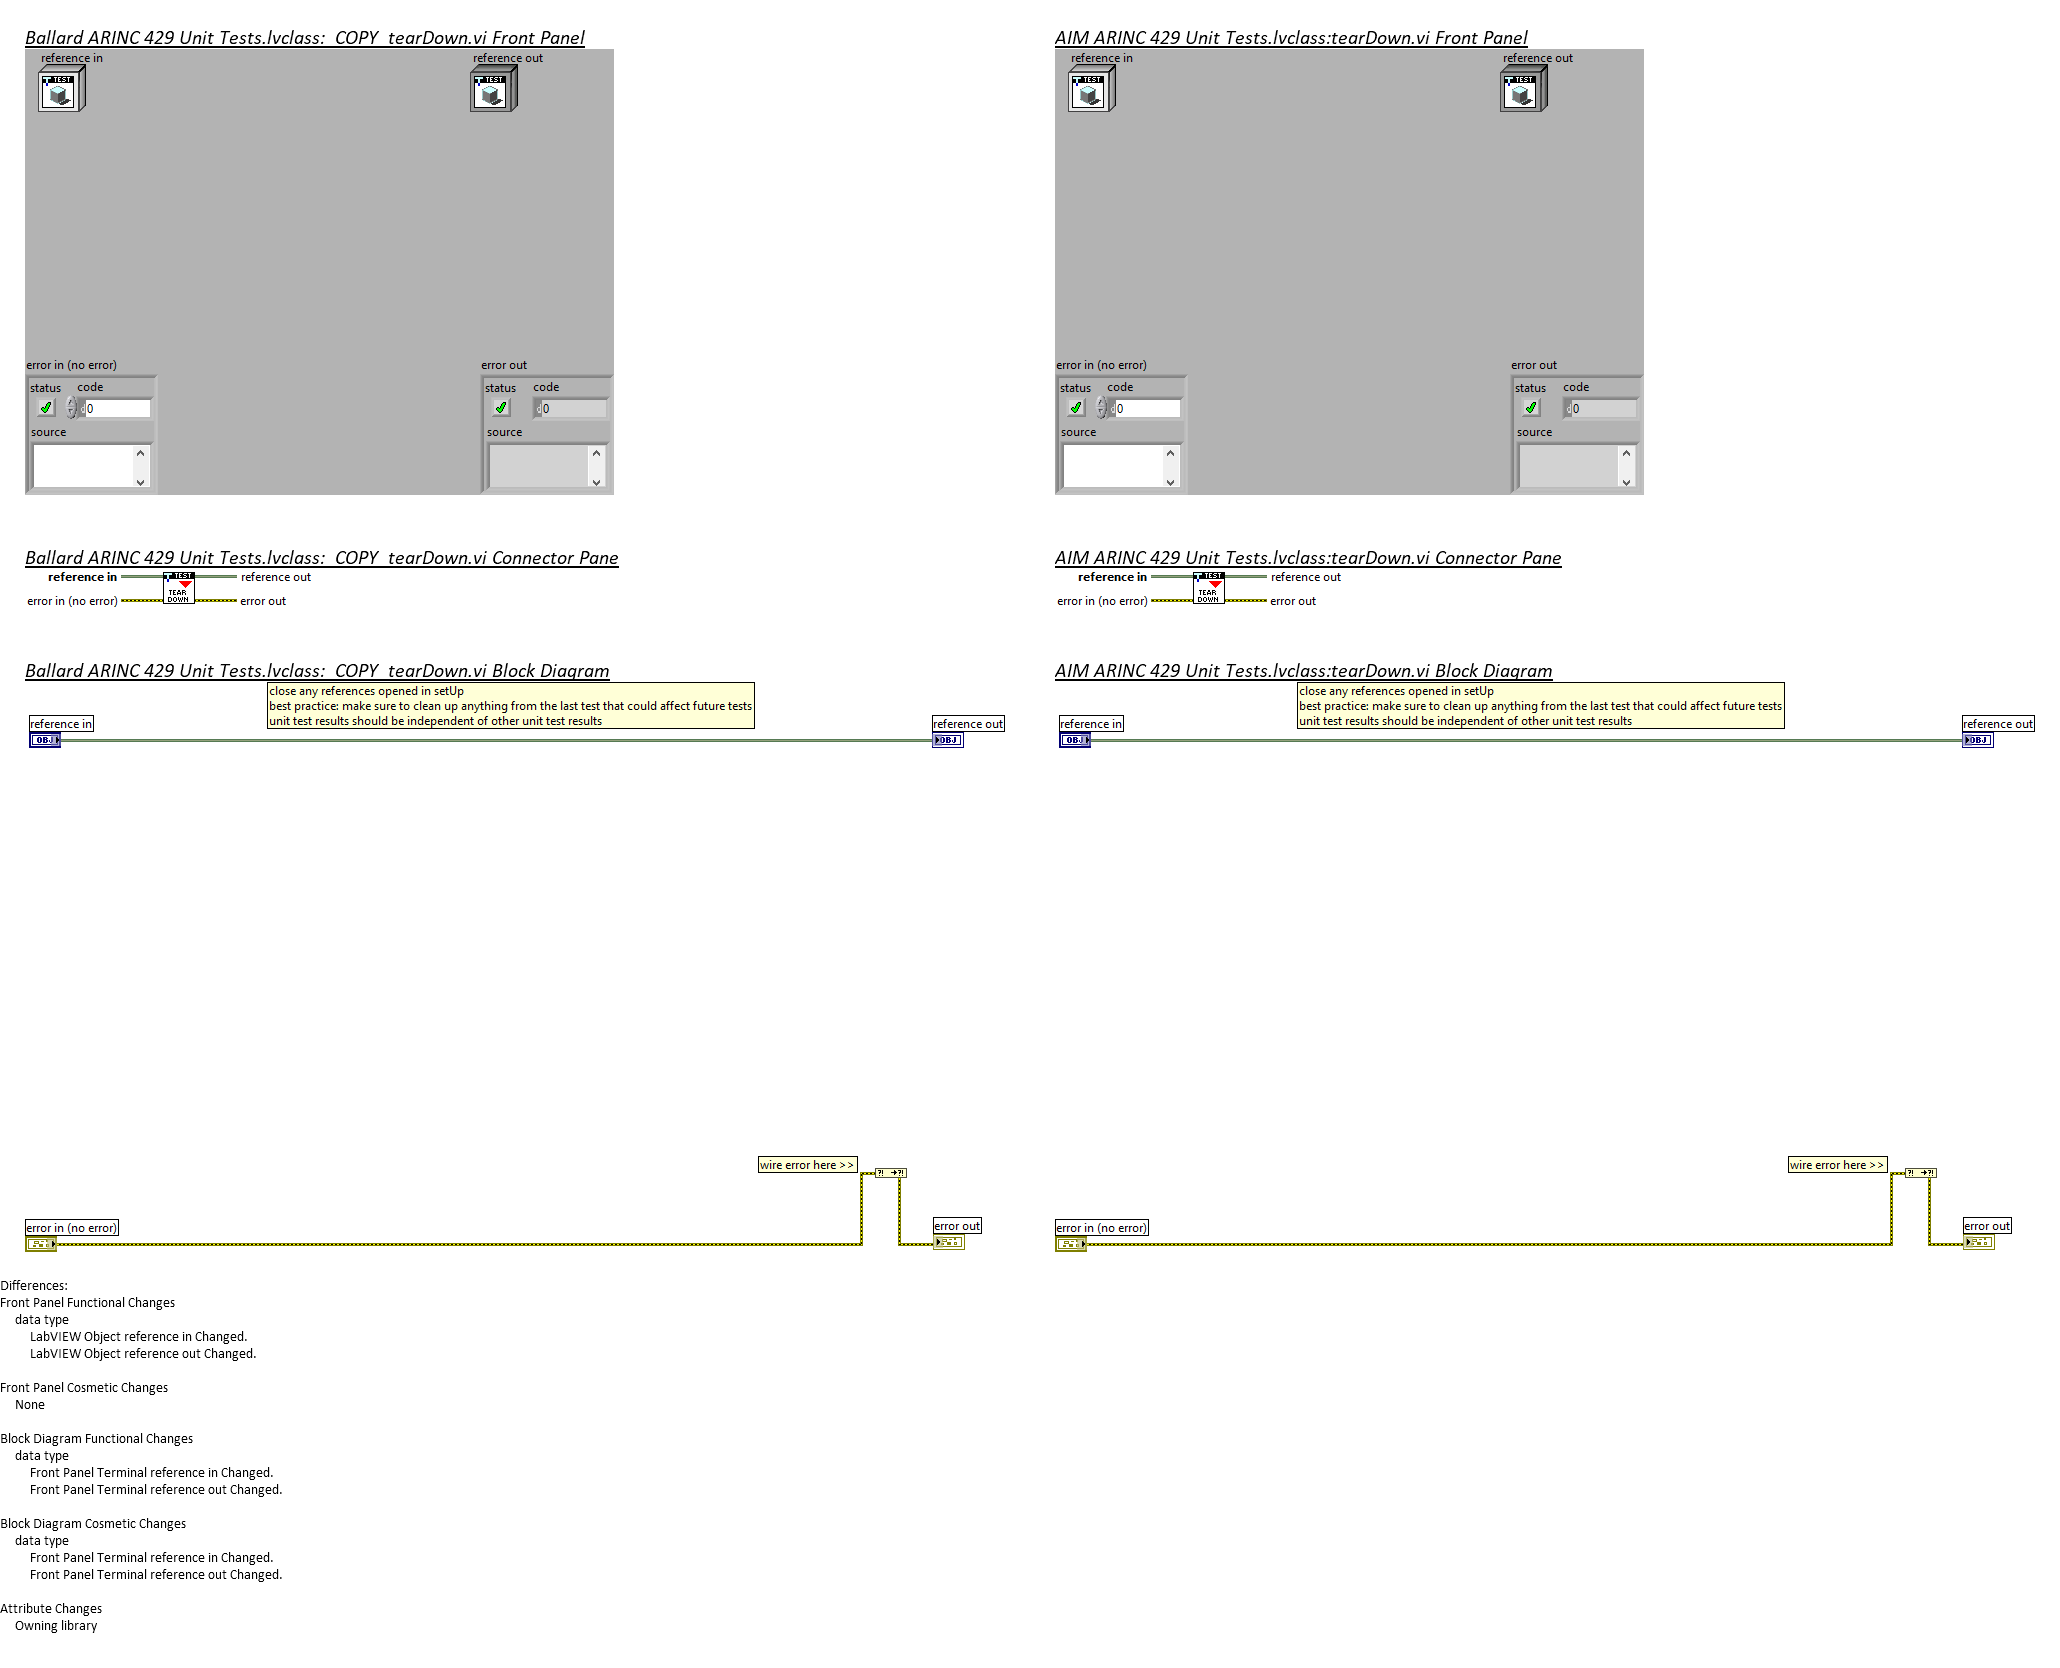 Ballard ARINC 429 Unit Tests.lvclass:_COPY_tearDown.vi Front Panel
reference in
TEST
reference out
TEST
error in (no error)
status code
0
source
error out
status code
0
source
Ballard ARINC 429 Unit Tests.lvclass:_COPY_tearDown.vi Connector Pane
reference in
TEST
TEAR
DOWN
reference out
error in (no error)
error out
Ballard ARINC 429 Unit Tests.lvclass:_COPY_tearDown.vi Block Diagram
close any references opened in setUp
best practice: make sure to clean up anything from the last test that could affect future tests
unit test results should be independent of other unit test results
reference in
OBJ
reference out
OBJ
wire error here >>
?! ?!
error in (no error)
error out
AIM ARINC 429 Unit Tests.lvclass:tearDown.vi Front Panel
reference in
TEST
reference out
TEST
error in (no error)
status code
0
source
error out
status code
0
source
AIM ARINC 429 Unit Tests.lvclass:tearDown.vi Connector Pane
reference in
TEST
TEAR
DOWN
reference out
error in (no error)
error out
AIM ARINC 429 Unit Tests.lvclass:tearDown.vi Block Diagram
close any references opened in setUp
best practice: make sure to clean up anything from the last test that could affect future tests
unit test results should be independent of other unit test results
reference in
OBJ
reference out
OBJ
wire error here >>
?! ?!
error in (no error)
error out
Differences:
Front Panel Functional Changes
data type
LabVIEW Object reference in Changed.
LabVIEW Object reference out Changed.
Front Panel Cosmetic Changes
None
Block Diagram Functional Changes
data type
Front Panel Terminal reference in Changed.
Front Panel Terminal reference out Changed.
Block Diagram Cosmetic Changes
data type
Front Panel Terminal reference in Changed.
Front Panel Terminal reference out Changed.
Attribute Changes
Owning library